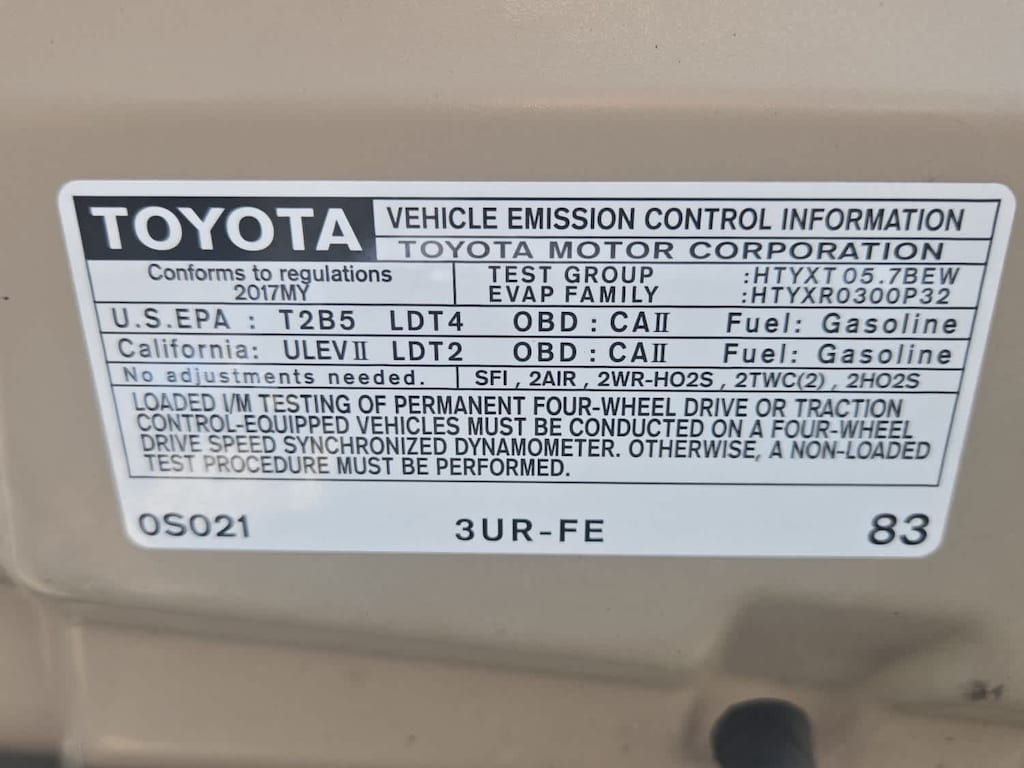 TOYOTA
VEHICLE EMISSION CONTROL INFORMATION
TOYOTA MOTOR CORPORATION
Conforms to regulations
2017MY
TEST GROUP :HTYXT 05.7BEW
EVAP FAMILY :HTYXR0300P32
U.S.EPA : T2B5 LDT4 OBD : CAⅡ Fuel: Gasoline
California: ULEVⅡ LDT2 OBD : CAⅡ Fuel: Gasoline
No adjustments needed. SFI , 2AIR , 2WR-HO2S , 2TWC(2) , 2HO2S
LOADED I/M TESTING OF PERMANENT FOUR-WHEEL DRIVE OR TRACTION
CONTROL-EQUIPPED VEHICLES MUST BE CONDUCTED ON A FOUR-WHEEL
DRIVE SPEED SYNCHRONIZED DYNAMOMETER. OTHERWISE, A NON-LOADED
TEST PROCEDURE MUST BE PERFORMED.
0S021 3UR-FE 83